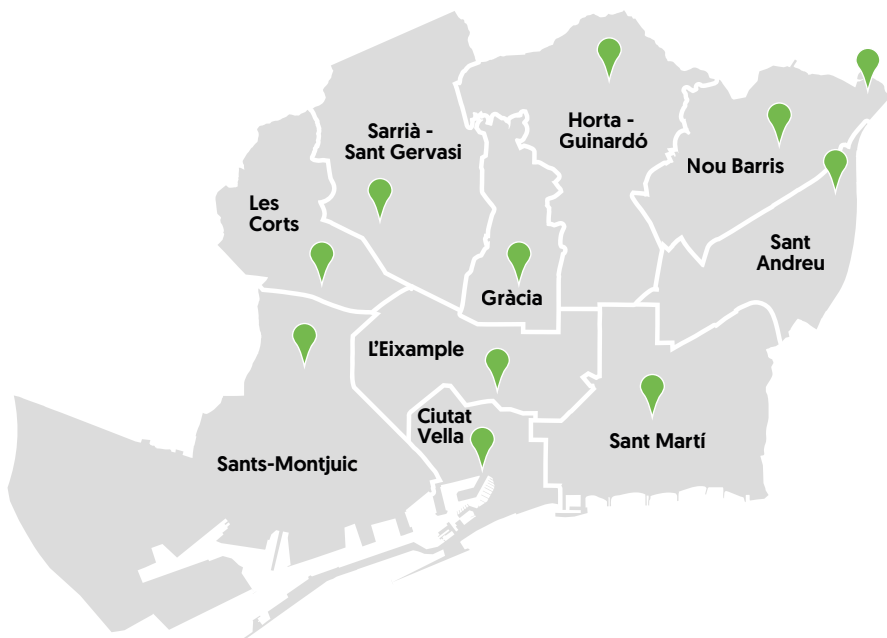 Horta -
Guinardó
Sarrià -
Sant Gervasi
Nou Barris
Les
Corts
Sant
Andreu
Gràcia
L'Eixample
Ciutat
Vella
Sant Martí
Sants-Montjuic